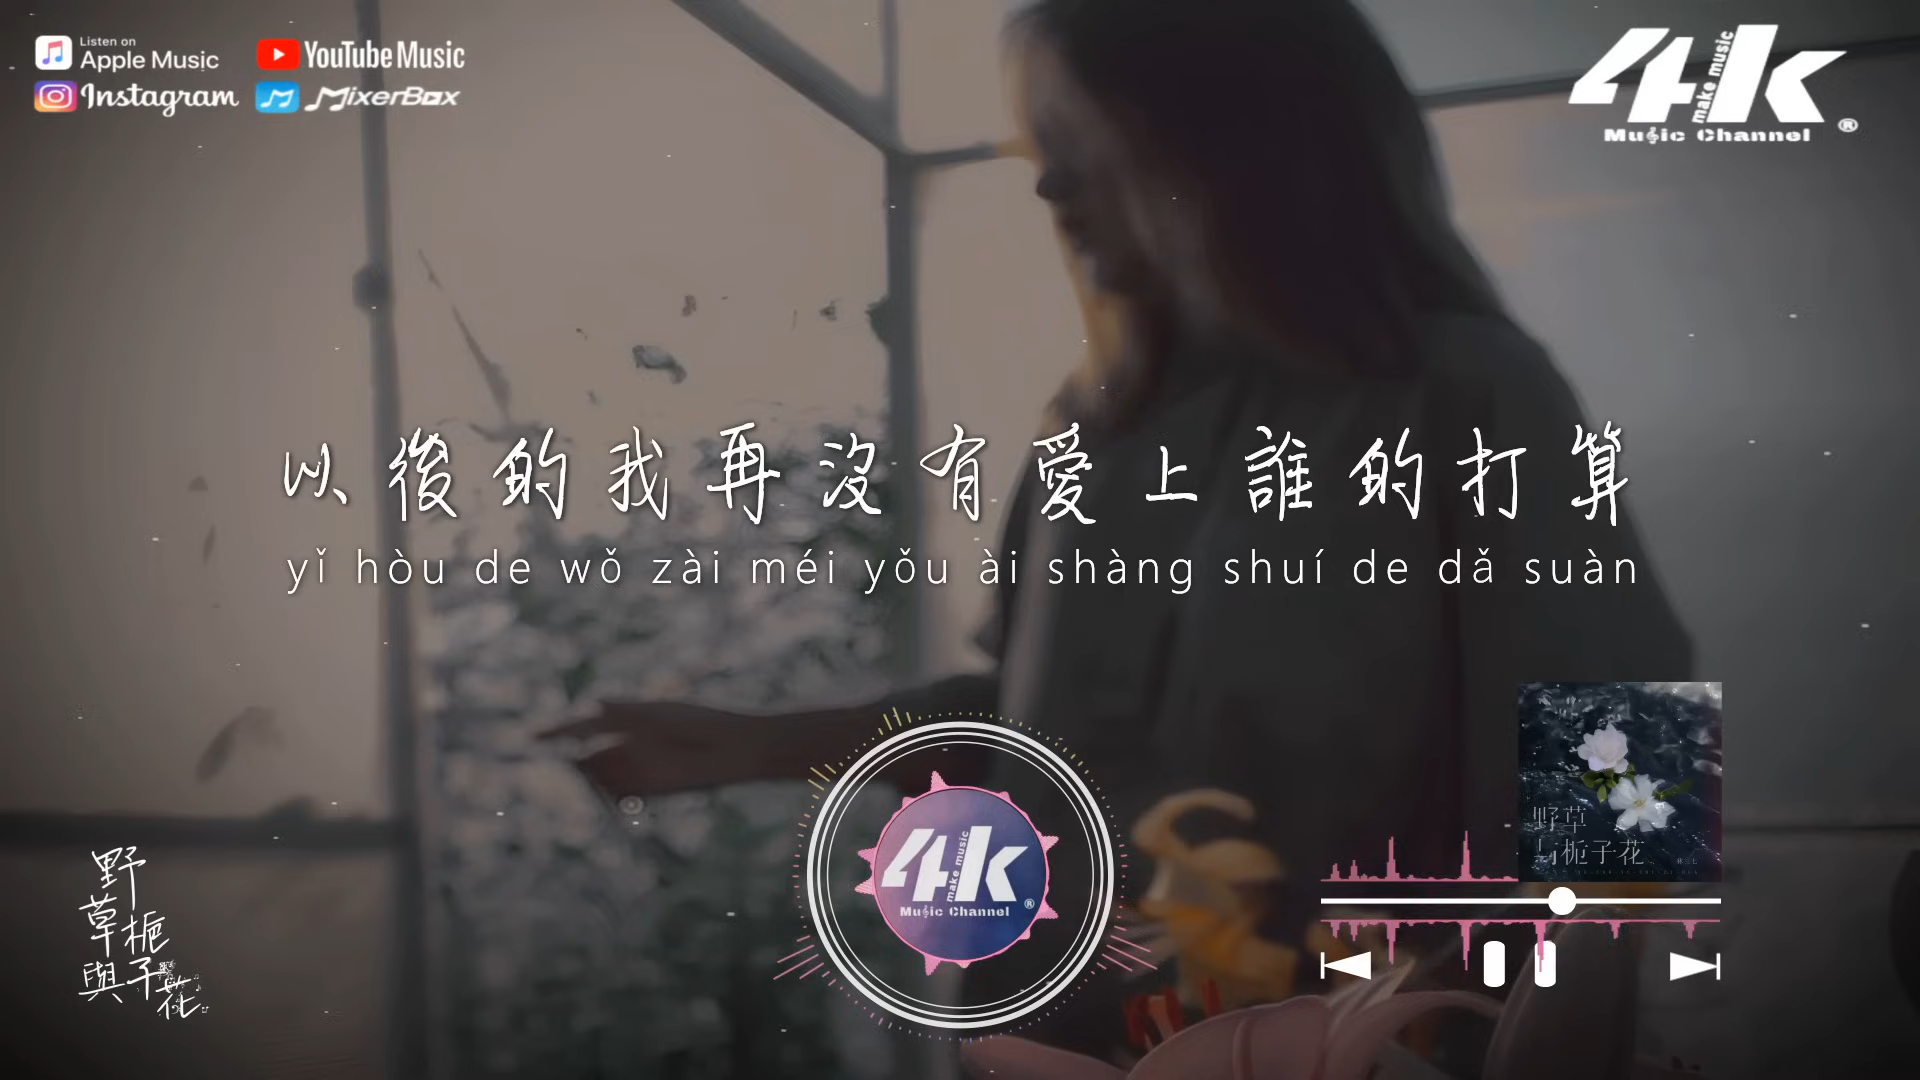 Listen on
Apple Music
YouTube Music
Instagram
MixerBox
4k
make music
Music Channel
®
以後的我再沒有愛上誰的打算
yǐ hòu de wǒ zài méi yǒu ài shàng shuí de dǎ suàn
野草
与栀子花
4k
make music
Music Channel
®
野草與梔子花